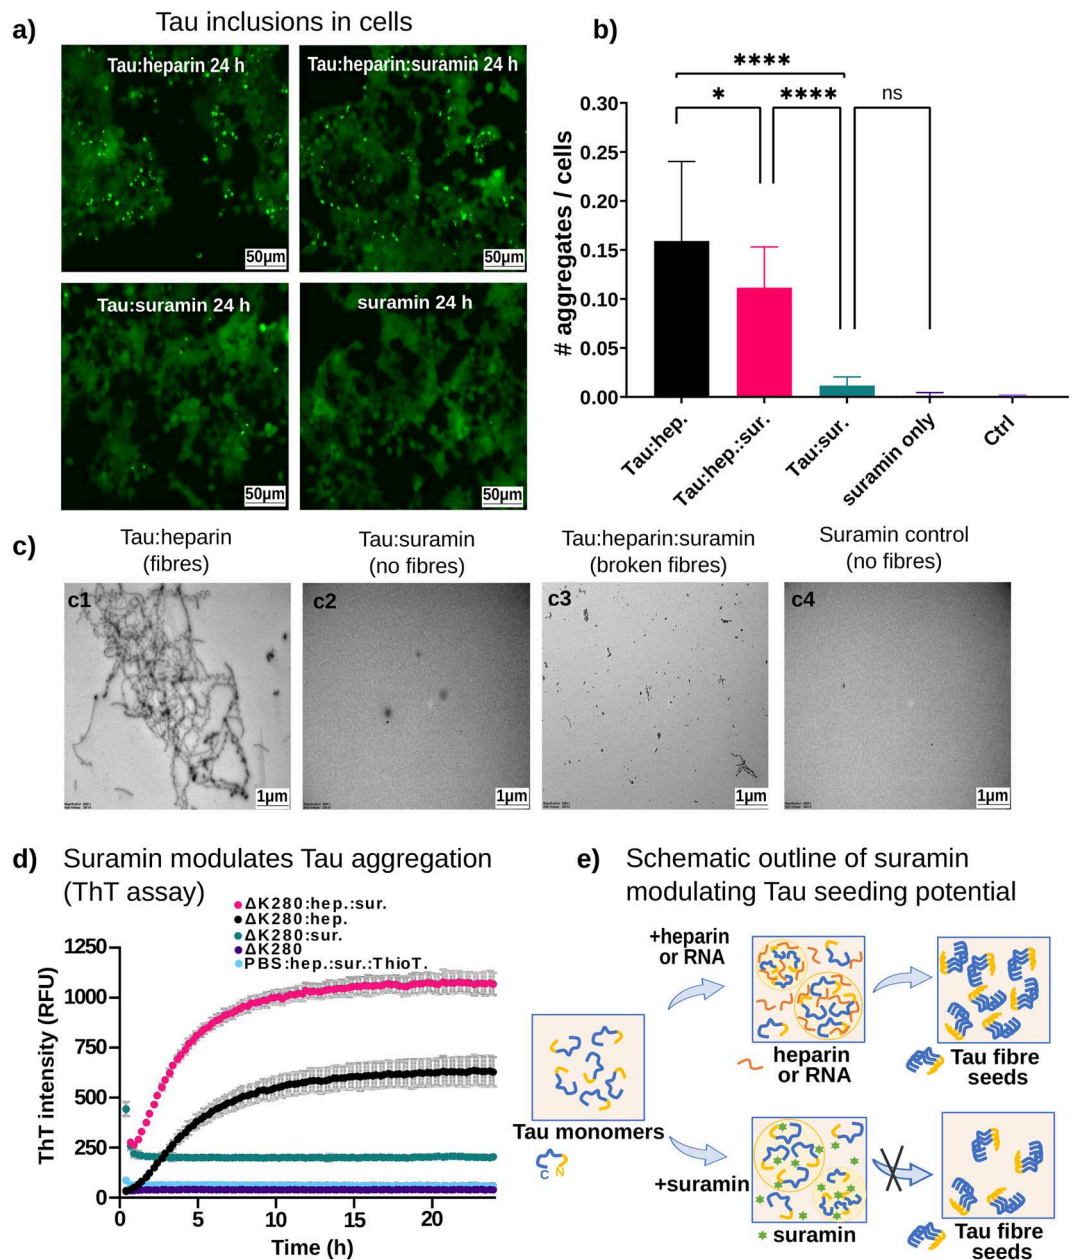 a)
Tau inclusions in cells
Tau:heparin 24 h
50µm
Tau:heparin:suramin 24 h
50µm
Tau:suramin 24 h
50µm
suramin 24 h
50µm
b)
****
* **** ns
# aggregates / cells
0.30
0.25
0.20
0.15
0.10
0.05
0.00
Tau:hep.
Tau:hep.:sur.
Tau:sur.
suramin only
Ctrl
c)
Tau:heparin
(fibres)
Tau:suramin
(no fibres)
Tau:heparin:suramin
(broken fibres)
Suramin control
(no fibres)
c1
1µm
c2
1µm
c3
1µm
c4
1µm
d)
Suramin modulates Tau aggregation
(ThT assay)
ΔK280:hep.:sur.
ΔK280:hep.
ΔK280:sur.
ΔK280
PBS:hep.:sur.:ThioT.
ThT intensity (RFU)
1250
1000
750
500
250
0
0 5 10 15 20
Time (h)
e)
Schematic outline of suramin
modulating Tau seeding potential
+heparin
or RNA
heparin
or RNA
Tau fibre
seeds
Tau monomers
C N
+suramin
suramin
Tau fibre
seeds